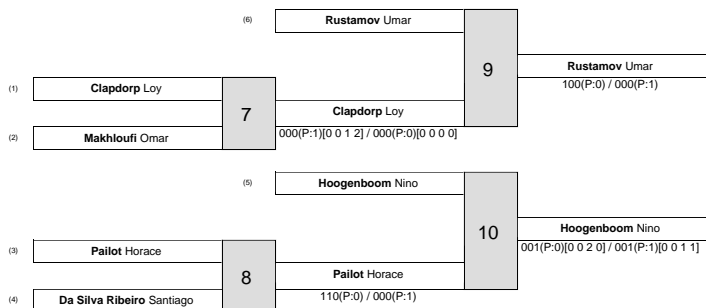 (6) Rustamov Umar
9
Rustamov Umar
100(P:0) / 000(P:1)
(1) Clapdorp Loy
7
Clapdorp Loy
000(P:1)[0 0 1 2] / 000(P:0)[0 0 0 0]
(2) Makhloufi Omar
(5) Hoogenboom Nino
10
Hoogenboom Nino
001(P:0)[0 0 2 0] / 001(P:1)[0 0 1 1]
(3) Pailot Horace
8
Pailot Horace
110(P:0) / 000(P:1)
(4) Da Silva Ribeiro Santiago